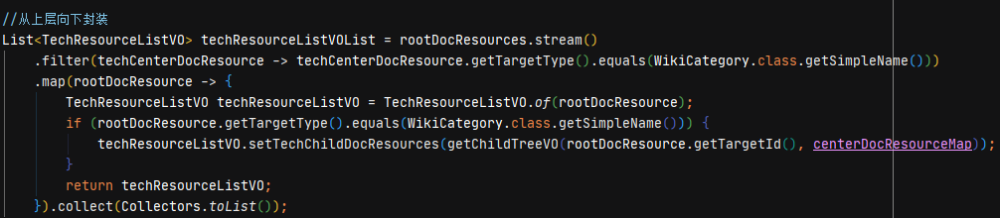 //从上层向下封装
List<TechResourceListVO> techResourceListVOList = rootDocResources.stream()
.filter(techCenterDocResource -> techCenterDocResource.getTargetType().equals(WikiCategory.class.getSimpleName()))
.map(rootDocResource -> {
TechResourceListVO techResourceListVO = TechResourceListVO.of(rootDocResource);
if (rootDocResource.getTargetType().equals(WikiCategory.class.getSimpleName())) {
techResourceListVO.setTechChildDocResources(getChildTreeVO(rootDocResource.getTargetId(), centerDocResourceMap));
}
return techResourceListVO;
}).collect(Collectors.toList());